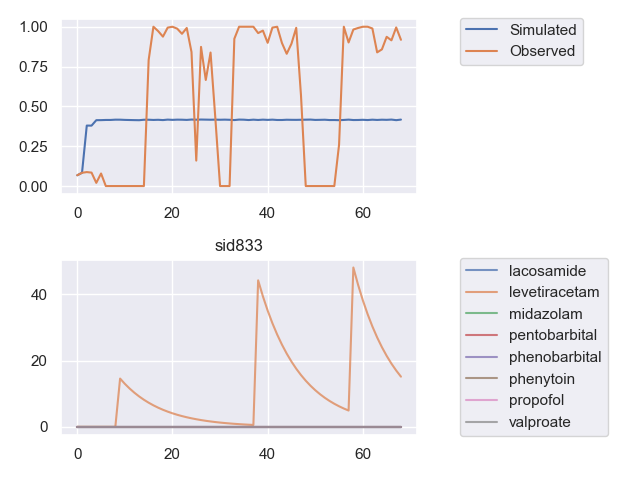 1.00
0.75
0.50
0.25
0.00
0 20 40 60
Simulated
Observed
sid833
40
20
0
0 20 40 60
lacosamide
levetiracetam
midazolam
pentobarbital
phenobarbital
phenytoin
propofol
valproate